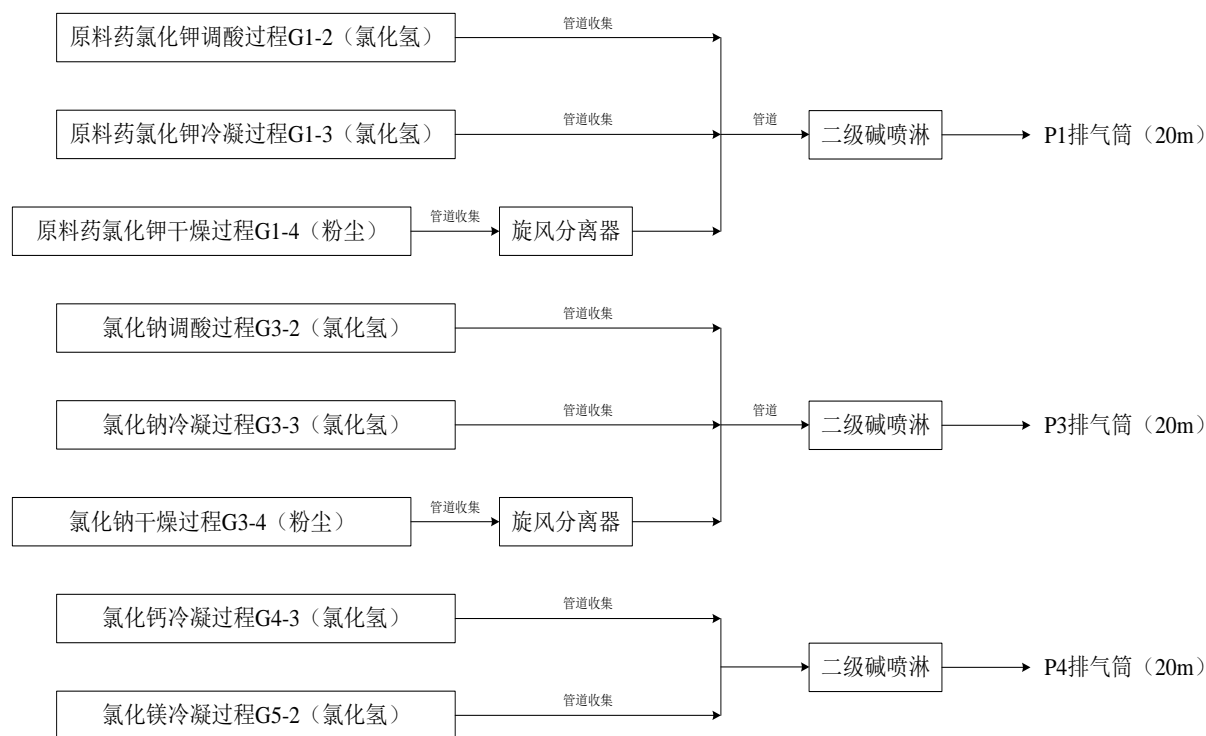 原料药氯化钾调酸过程G1-2（氯化氢）
管道收集
原料药氯化钾冷凝过程G1-3（氯化氢）
管道收集
管道
二级碱喷淋
P1排气筒（20m）
原料药氯化钾干燥过程G1-4（粉尘）
管道收集
旋风分离器
氯化钠调酸过程G3-2（氯化氢）
管道收集
氯化钠冷凝过程G3-3（氯化氢）
管道收集
管道
二级碱喷淋
P3排气筒（20m）
氯化钠干燥过程G3-4（粉尘）
管道收集
旋风分离器
氯化钙冷凝过程G4-3（氯化氢）
管道收集
二级碱喷淋
P4排气筒（20m）
氯化镁冷凝过程G5-2（氯化氢）
管道收集